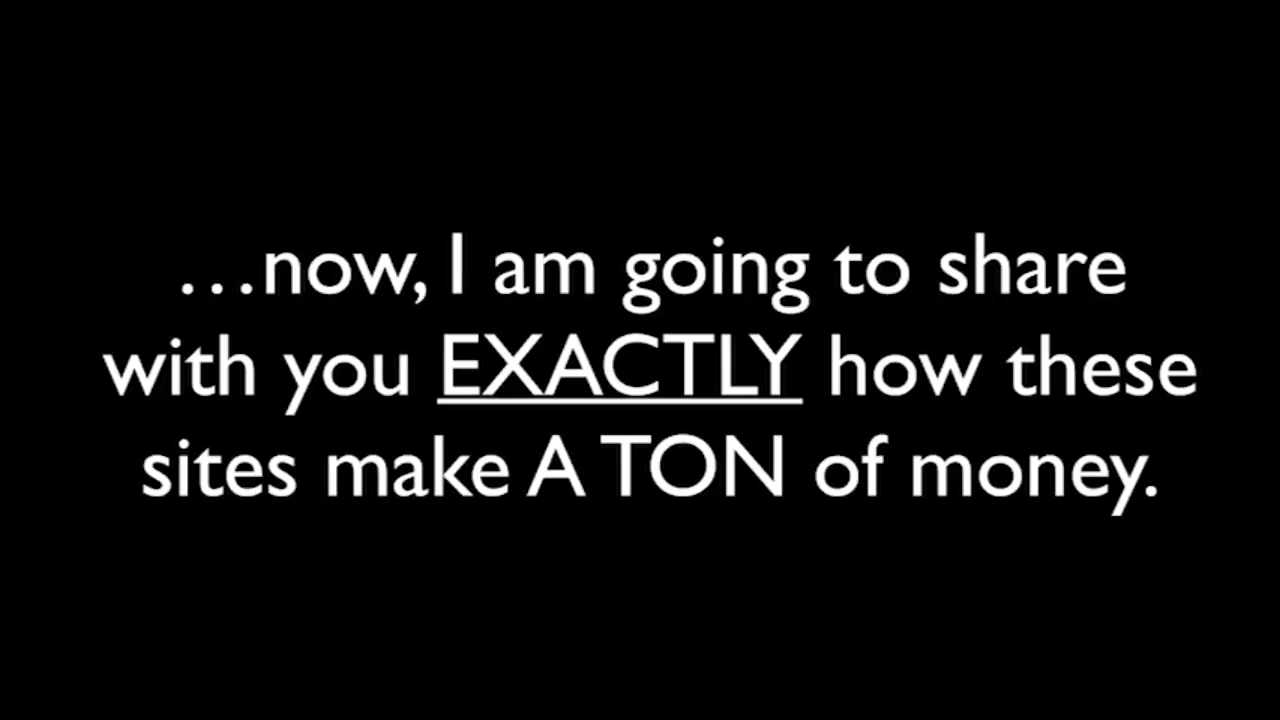 …now, I am going to share
with you EXACTLY how these
sites make A TON of money.